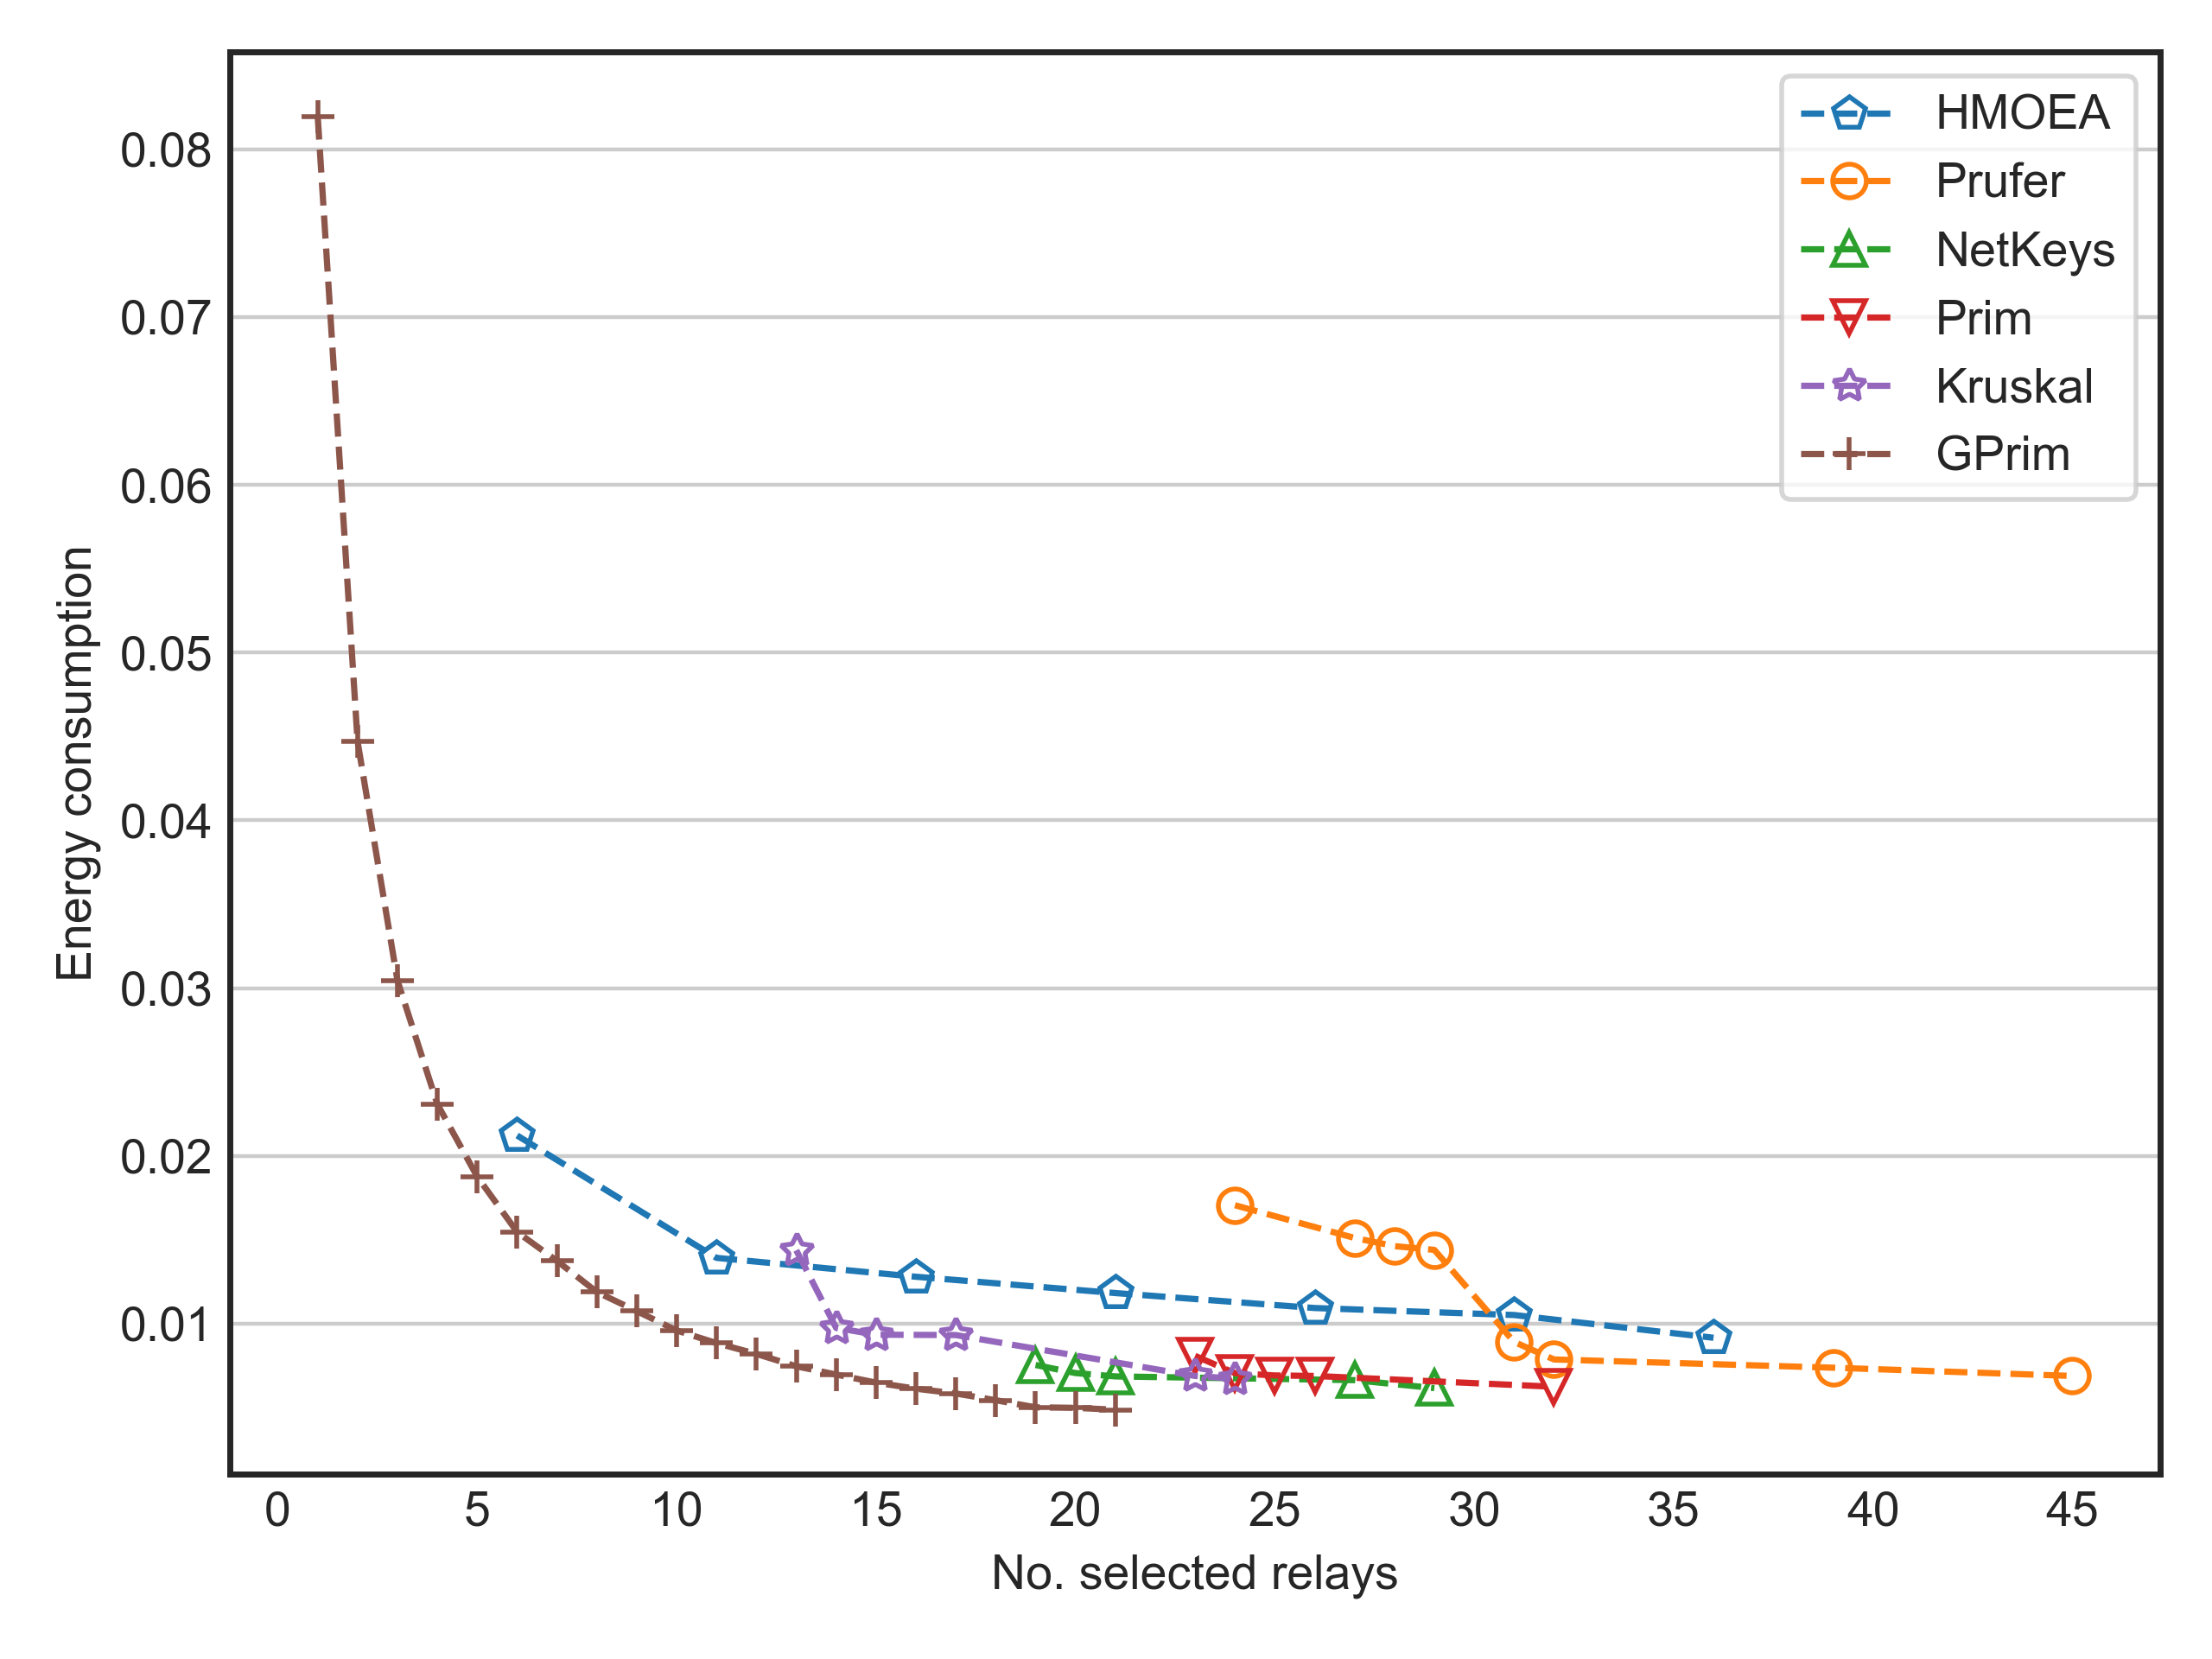 HMOEA
Prufer
NetKeys
Prim
Kruskal
GPrim
0.08
0.07
0.06
0.05
0.04
0.03
0.02
0.01
Energy consumption
0 5 10 15 20 25 30 35 40 45
No. selected relays